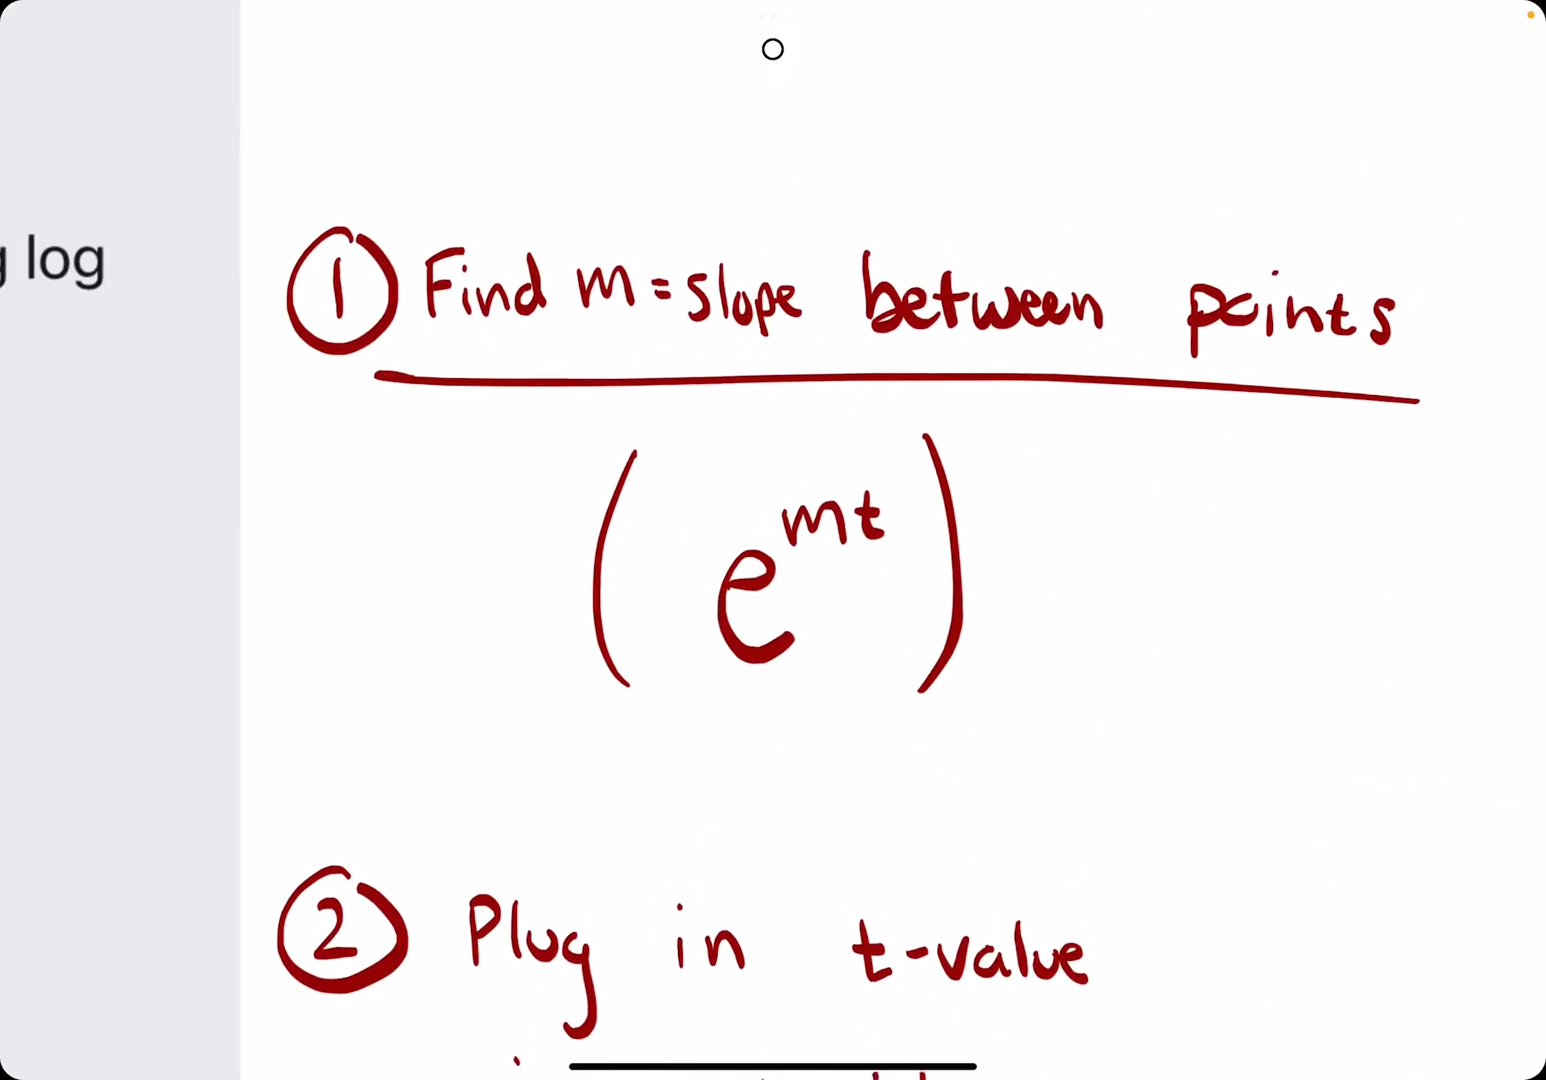 log
① Find m = slope between points
(e^mt)
② Plug in t-value